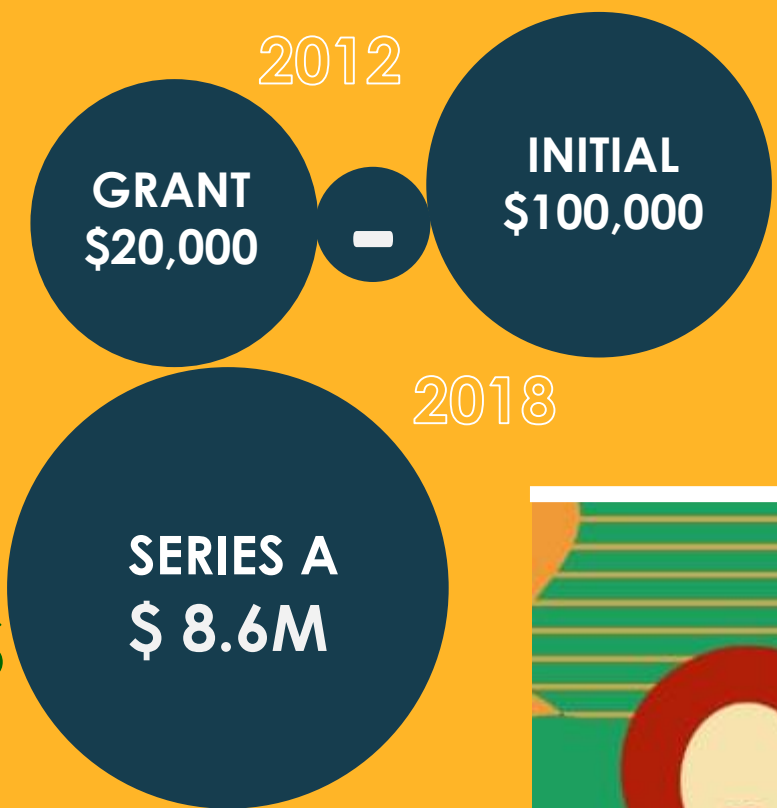 2012
GRANT
$20,000
-
INITIAL
$100,000
2018
SERIES A
$ 8.6M